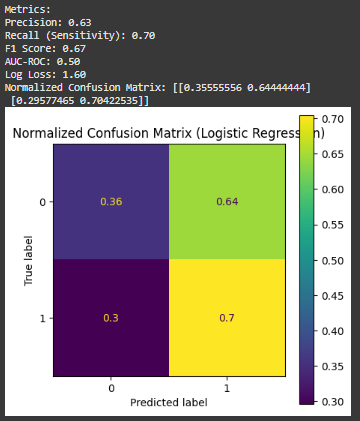 Metrics:
Precision: 0.63
Recall (Sensitivity): 0.70
F1 Score: 0.67
AUC-ROC: 0.50
Log Loss: 1.60
Normalized Confusion Matrix: [[0.35555556 0.64444444]
[0.29577465 0.70422535]]
Normalized Confusion Matrix (Logistic Regression)
0.70
0.65
0.60
0.55
0.50
0.45
0.40
0.35
0.30
True label
0
0.36
0.64
1
0.3
0.7
0
1
Predicted label